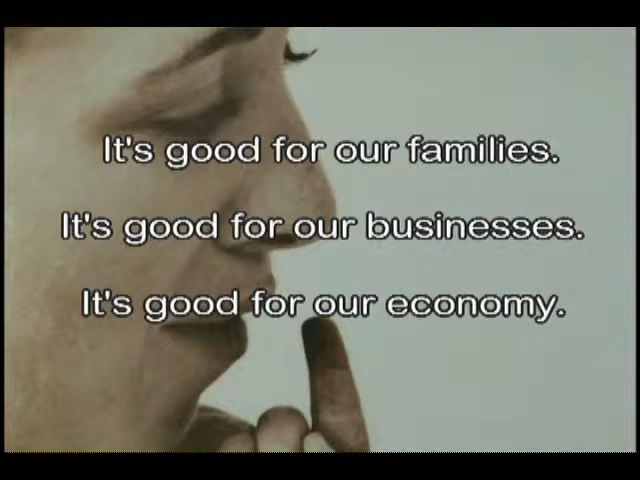 It's good for our families.
It's good for our businesses.
It's good for our economy.